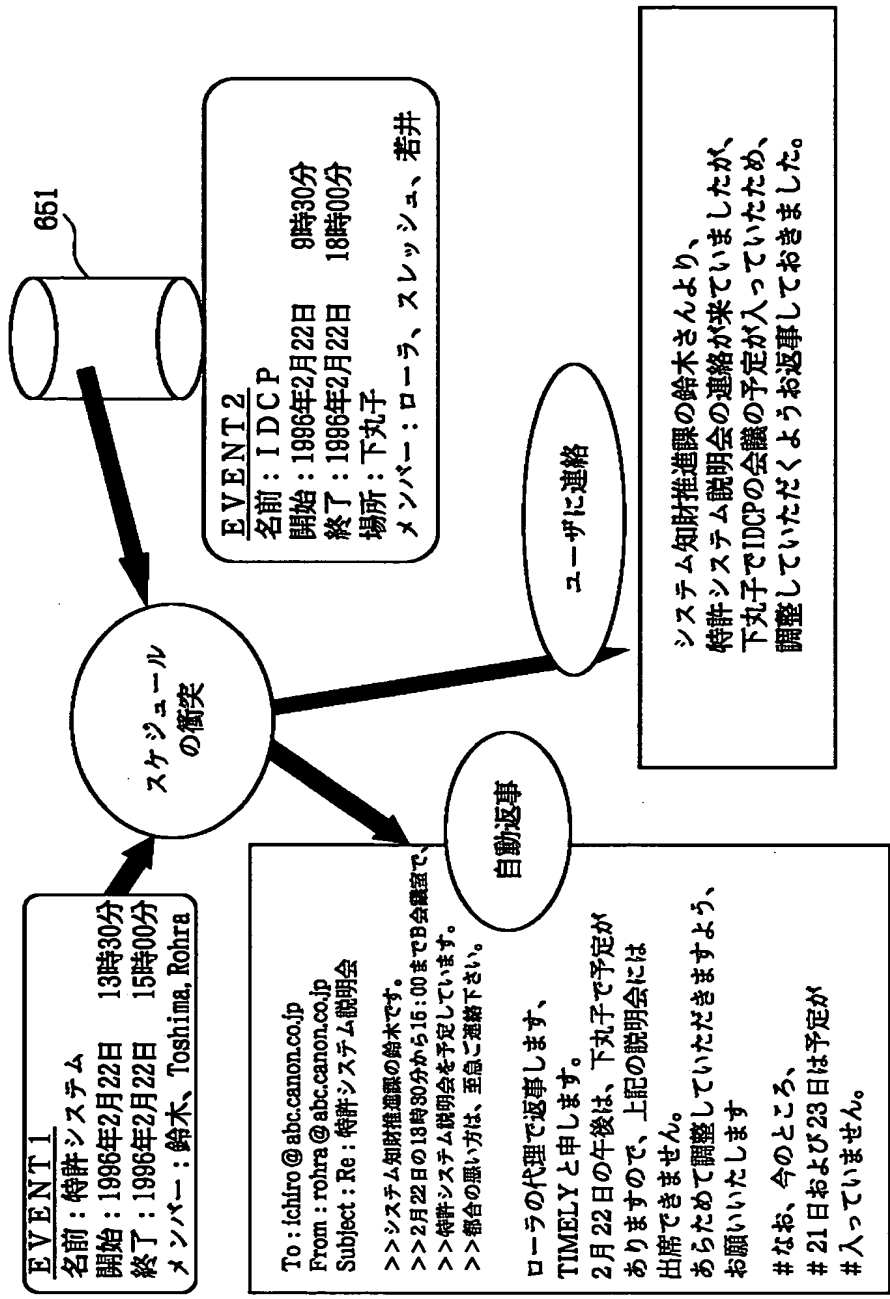 EVENT1
名前：特許システム
開始：1996年2月22日　13時30分
終了：1996年2月22日　15時00分
メンバー：鈴木、Toshima,Rohra
651
スケジュール
の衝突
EVENT2
名前：IDCP
開始：1996年2月22日　9時30分
終了：1996年2月22日　18時00分
場所：下丸子
メンバー：ローラ、スレッシュ、若井
To：ichiro@abc.canon.co.jp
From：rohra@abc.canon.co.jp
Subject：Re：特許システム説明会
>>システム知財推進課の鈴木です。
>>2月22日の13時30分から15：00までB会議室で、
>>特許システム説明会を予定しています。
>>都合の悪い方は、至急ご連絡下さい。
ローラの代理で返事します、
TIMELYと申します。
2月22日の午後は、下丸子で予定が
ありますので、上記の説明会には
出席できません。
あらためて調整していただきますよう、
お願いいたします
#なお、今のところ、
#21日および23日は予定が
#入っていません。
自動返事
ユーザに連絡
システム知財推進課の鈴木さんより、
特許システム説明会の連絡が来ていましたが、
下丸子でIDCPの会議の予定が入っていたため、
調整していただくようお返事しておきました。